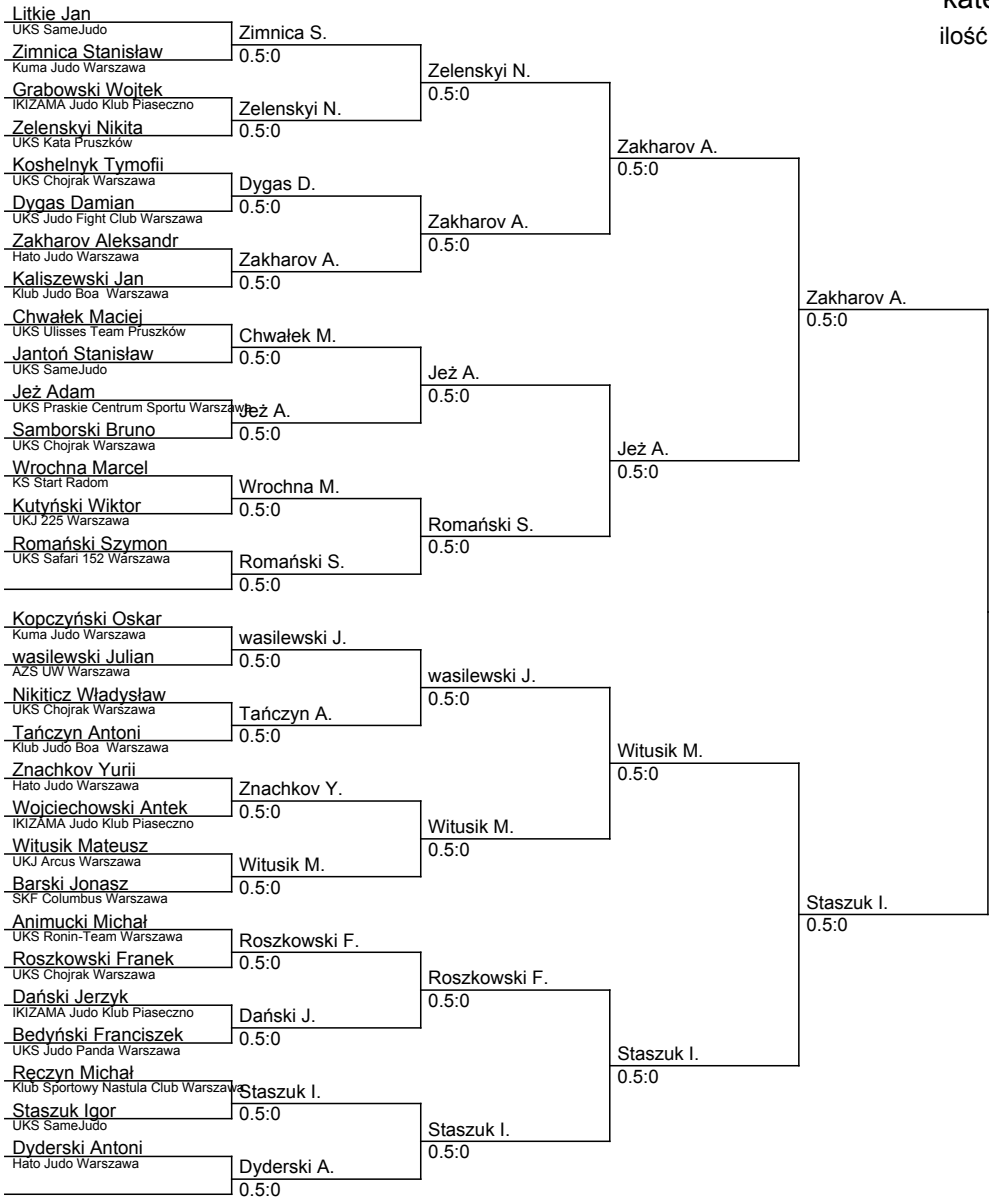 kate
ilość
Litkie Jan
UKS SameJudo
Zimnica Stanisław
Kuma Judo Warszawa
Grabowski Wojtek
IKIZAMA Judo Klub Piaseczno
Zelenskyi Nikita
UKS Kata Pruszków
Koshelnyk Tymofii
UKS Chojrak Warszawa
Dygas Damian
UKS Judo Fight Club Warszawa
Zakharov Aleksandr
Hato Judo Warszawa
Kaliszewski Jan
Klub Judo Boa Warszawa
Chwałek Maciej
UKS Ulisses Team Pruszków
Jantoń Stanisław
UKS SameJudo
Jeż Adam
UKS Praskie Centrum Sportu Warszawa
Samborski Bruno
UKS Chojrak Warszawa
Wrochna Marcel
KS Start Radom
Kutyński Wiktor
UKJ 225 Warszawa
Romański Szymon
UKS Safari 152 Warszawa
Kopczyński Oskar
Kuma Judo Warszawa
wasilewski Julian
AZS UW Warszawa
Nikiticz Władysław
UKS Chojrak Warszawa
Tańczyn Antoni
Klub Judo Boa Warszawa
Znachkov Yurii
Hato Judo Warszawa
Wojciechowski Antek
IKIZAMA Judo Klub Piaseczno
Witusik Mateusz
UKJ Arcus Warszawa
Barski Jonasz
SKF Columbus Warszawa
Animucki Michał
UKS Ronin-Team Warszawa
Roszkowski Franek
UKS Chojrak Warszawa
Dański Jerzyk
IKIZAMA Judo Klub Piaseczno
Bedyński Franciszek
UKS Judo Panda Warszawa
Ręczyn Michał
Klub Sportowy Nastula Club Warszawa
Staszuk Igor
UKS SameJudo
Dyderski Antoni
Hato Judo Warszawa
Zimnica S.
0.5:0
Zelenskyi N.
0.5:0
Dygas D.
0.5:0
Zakharov A.
0.5:0
Chwałek M.
0.5:0
Jeż A.
0.5:0
Wrochna M.
0.5:0
Romański S.
0.5:0
wasilewski J.
0.5:0
Tańczyn A.
0.5:0
Znachkov Y.
0.5:0
Witusik M.
0.5:0
Roszkowski F.
0.5:0
Dański J.
0.5:0
Staszuk I.
0.5:0
Dyderski A.
0.5:0
Zelenskyi N.
0.5:0
Zakharov A.
0.5:0
Jeż A.
0.5:0
Romański S.
0.5:0
wasilewski J.
0.5:0
Witusik M.
0.5:0
Roszkowski F.
0.5:0
Staszuk I.
0.5:0
Zakharov A.
0.5:0
Jeż A.
0.5:0
Witusik M.
0.5:0
Staszuk I.
0.5:0
Zakharov A.
0.5:0
Staszuk I.
0.5:0